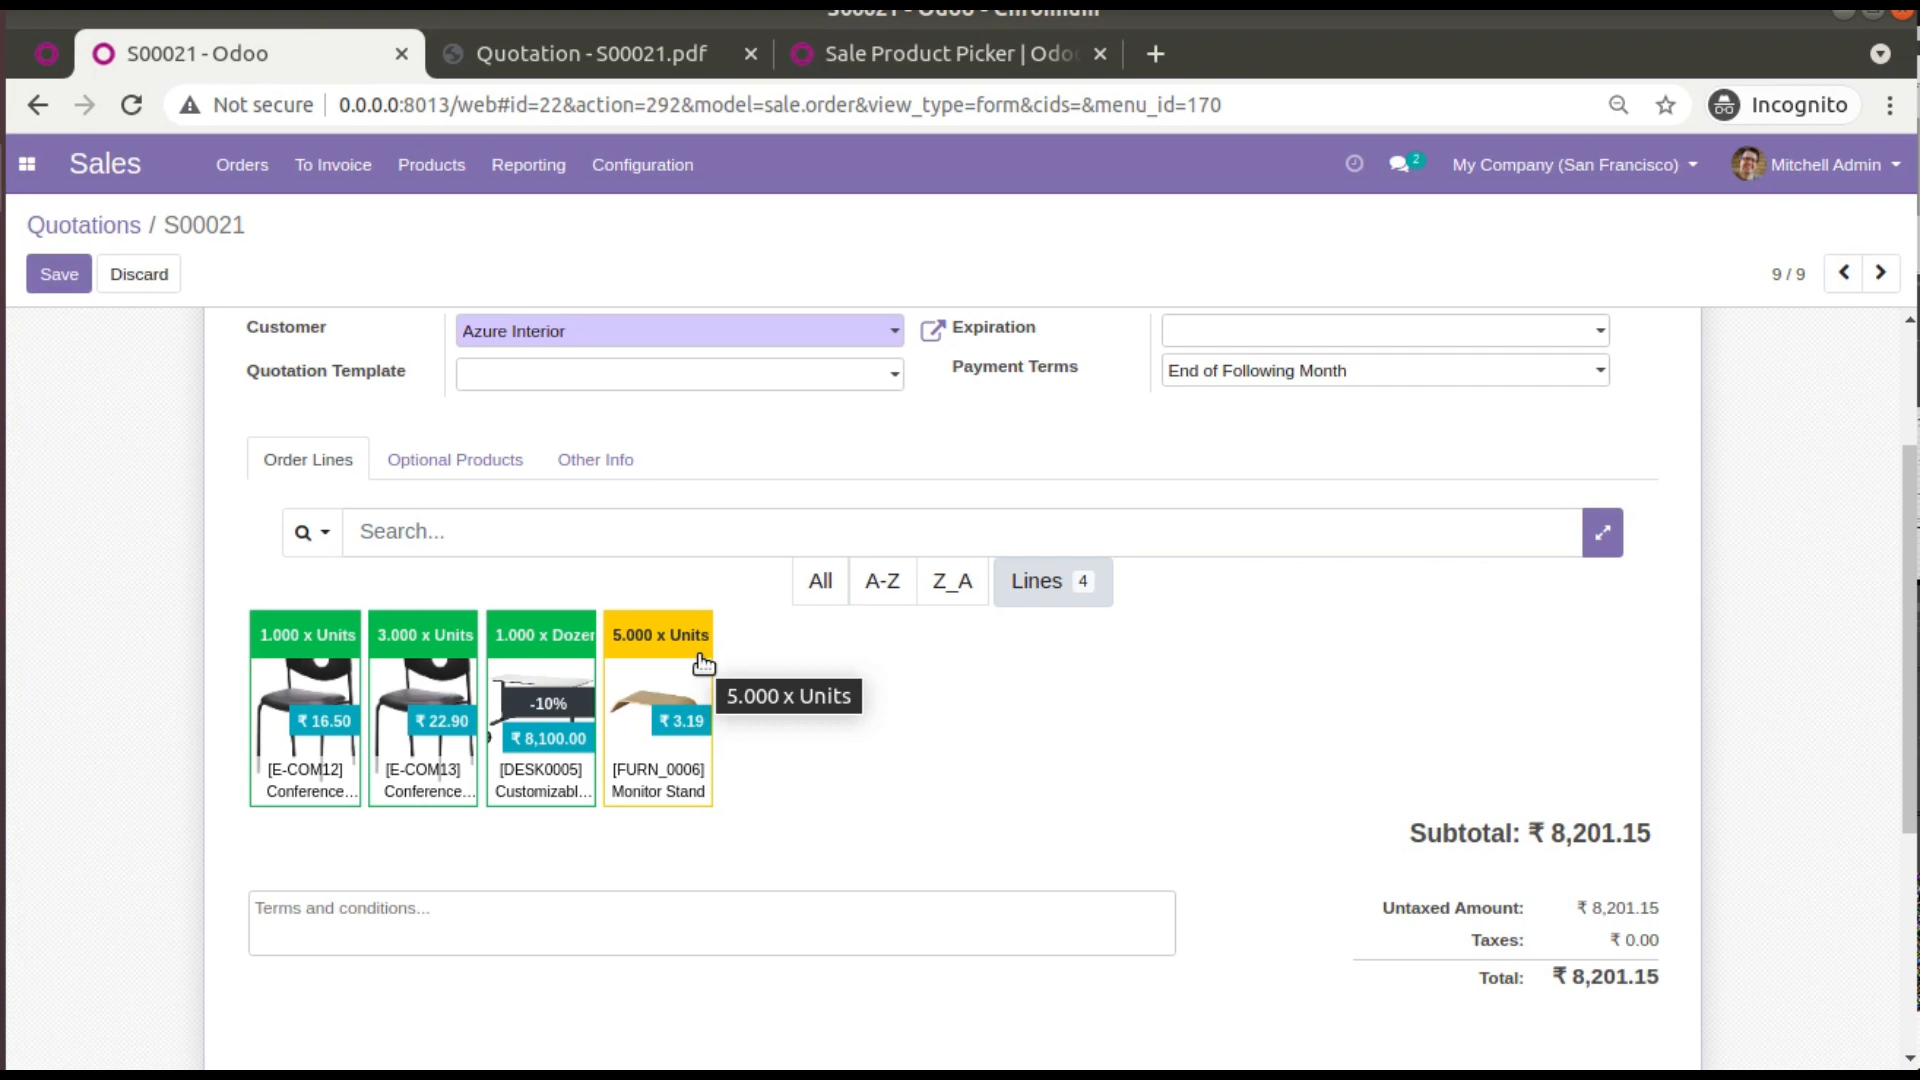 S00021 - Odoo - Chromium
S00021 - Odoo
Quotation - S00021.pdf
Sale Product Picker | Odoo
Not secure
0.0.0.0:8013/web#id=22&action=292&model=sale.order&view_type=form&cids=&menu_id=170
Incognito
Sales
Orders
To Invoice
Products
Reporting
Configuration
2
My Company (San Francisco)
Mitchell Admin
Quotations / S00021
Save
Discard
9 / 9
Customer
Azure Interior
Expiration
Quotation Template
Payment Terms
End of Following Month
Order Lines
Optional Products
Other Info
Search...
All
A-Z
Z_A
Lines 4
1.000 x Units
3.000 x Units
1.000 x Dozen
5.000 x Units
5.000 x Units
-10%
₹ 16.50
₹ 22.90
₹ 8,100.00
₹ 3.19
[E-COM12]
Conference...
[E-COM13]
Conference...
[DESK0005]
Customizabl...
[FURN_0006]
Monitor Stand
Subtotal: ₹ 8,201.15
Terms and conditions...
Untaxed Amount: ₹ 8,201.15
Taxes: ₹ 0.00
Total: ₹ 8,201.15